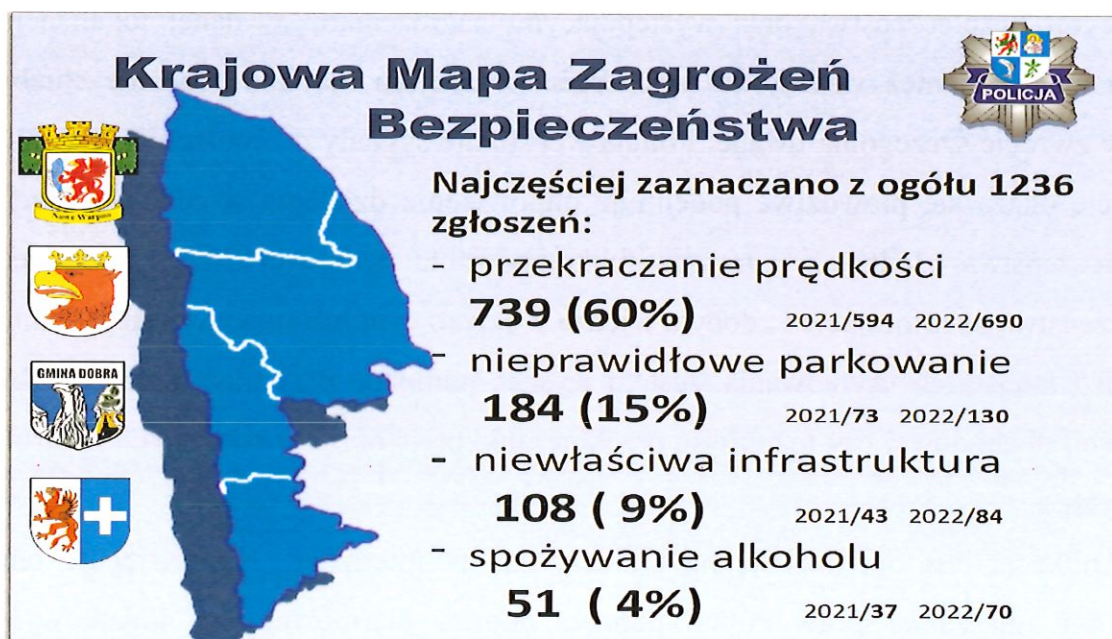 Krajowa Mapa Zagrożeń
Bezpieczeństwa
POLICJA
Nowe Warpno
GMINA DOBRA
Najczęściej zaznaczano z ogółu 1236
zgłoszeń:
- przekraczanie prędkości
739 (60%) 2021/594 2022/690
- nieprawidłowe parkowanie
184 (15%) 2021/73 2022/130
- niewłaściwa infrastruktura
108 ( 9%) 2021/43 2022/84
- spożywanie alkoholu
51 ( 4%) 2021/37 2022/70